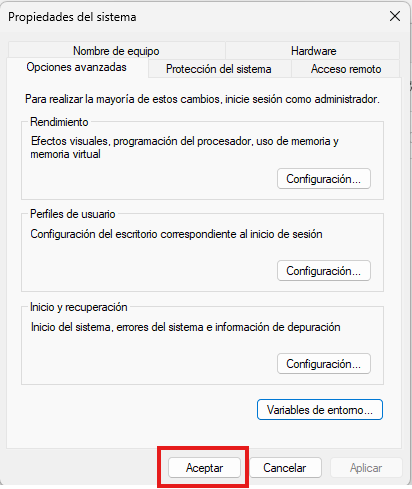 Propiedades del sistema
Nombre de equipo
Hardware
Opciones avanzadas
Protección del sistema
Acceso remoto
Para realizar la mayoría de estos cambios, inicie sesión como administrador.
Rendimiento
Efectos visuales, programación del procesador, uso de memoria y
memoria virtual
Configuración...
Perfiles de usuario
Configuración del escritorio correspondiente al inicio de sesión
Configuración...
Inicio y recuperación
Inicio del sistema, errores del sistema e información de depuración
Configuración...
Variables de entorno...
Aceptar
Cancelar
Aplicar